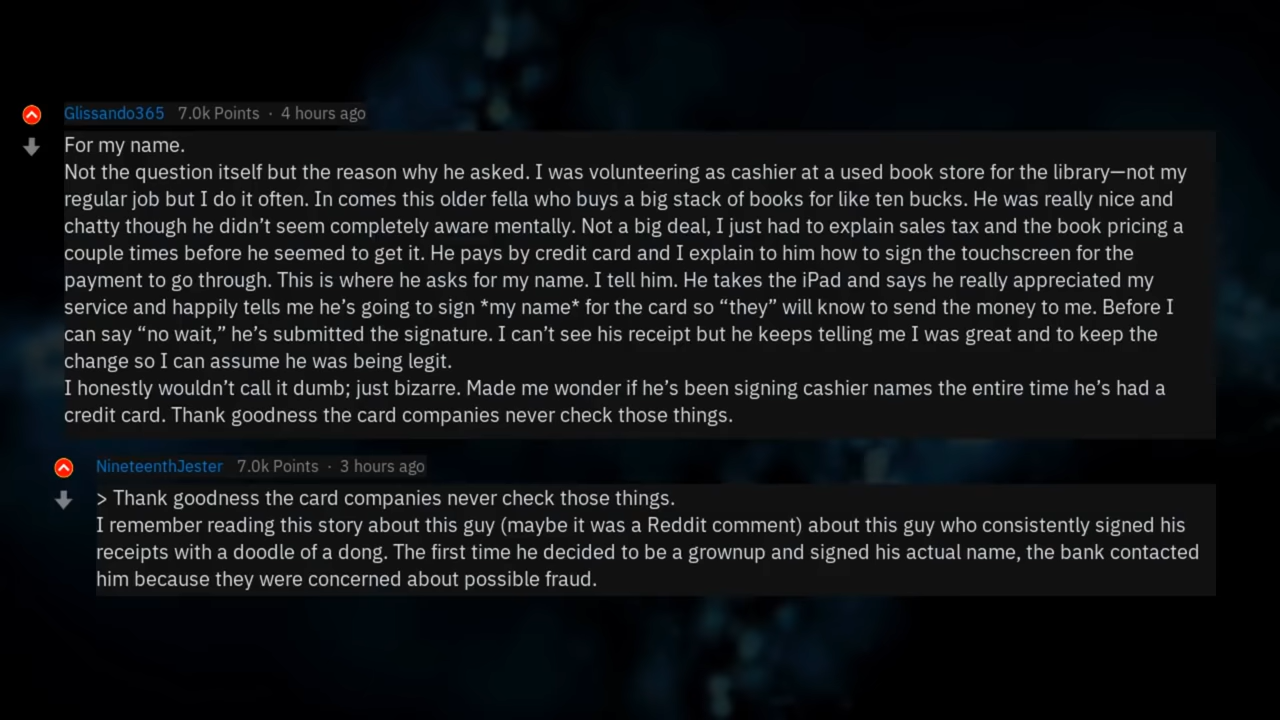 Glissando365 7.0k Points · 4 hours ago
For my name.
Not the question itself but the reason why he asked. I was volunteering as cashier at a used book store for the library—not my
regular job but I do it often. In comes this older fella who buys a big stack of books for like ten bucks. He was really nice and
chatty though he didn’t seem completely aware mentally. Not a big deal, I just had to explain sales tax and the book pricing a
couple times before he seemed to get it. He pays by credit card and I explain to him how to sign the touchscreen for the
payment to go through. This is where he asks for my name. I tell him. He takes the iPad and says he really appreciated my
service and happily tells me he’s going to sign *my name* for the card so “they” will know to send the money to me. Before I
can say “no wait,” he’s submitted the signature. I can’t see his receipt but he keeps telling me I was great and to keep the
change so I can assume he was being legit.
I honestly wouldn’t call it dumb; just bizarre. Made me wonder if he’s been signing cashier names the entire time he’s had a
credit card. Thank goodness the card companies never check those things.
NineteenthJester 7.0k Points · 3 hours ago
> Thank goodness the card companies never check those things.
I remember reading this story about this guy (maybe it was a Reddit comment) about this guy who consistently signed his
receipts with a doodle of a dong. The first time he decided to be a grownup and signed his actual name, the bank contacted
him because they were concerned about possible fraud.